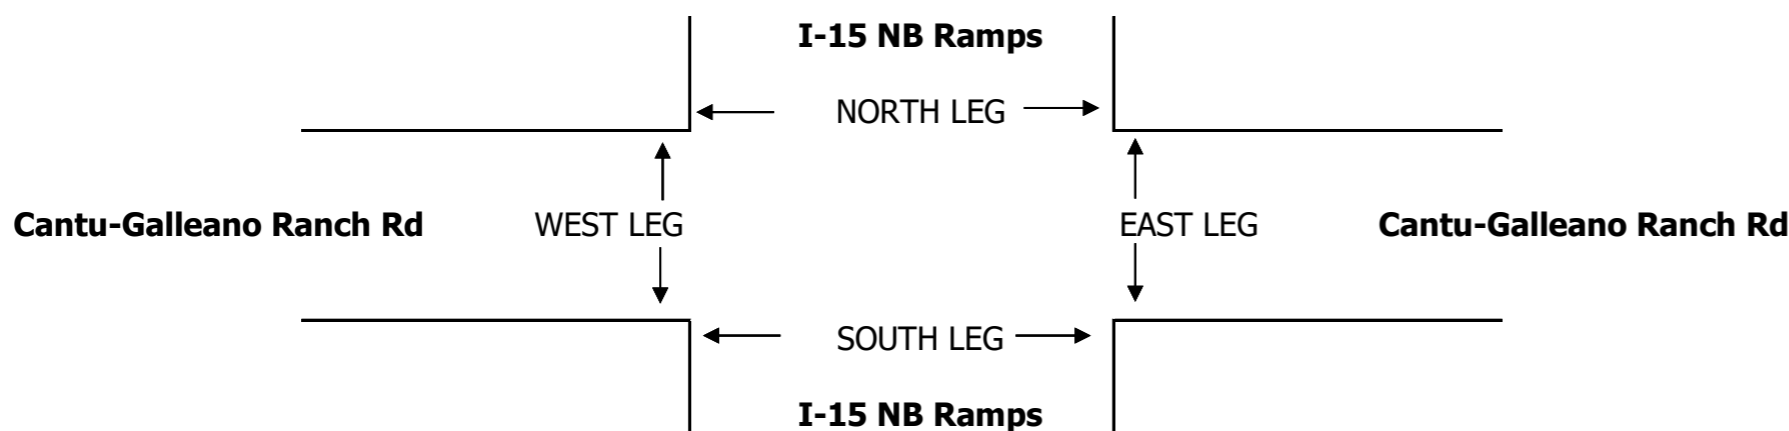 I-15 NB Ramps
NORTH LEG
Cantu-Galleano Ranch Rd WEST LEG EAST LEG Cantu-Galleano Ranch Rd
SOUTH LEG
I-15 NB Ramps